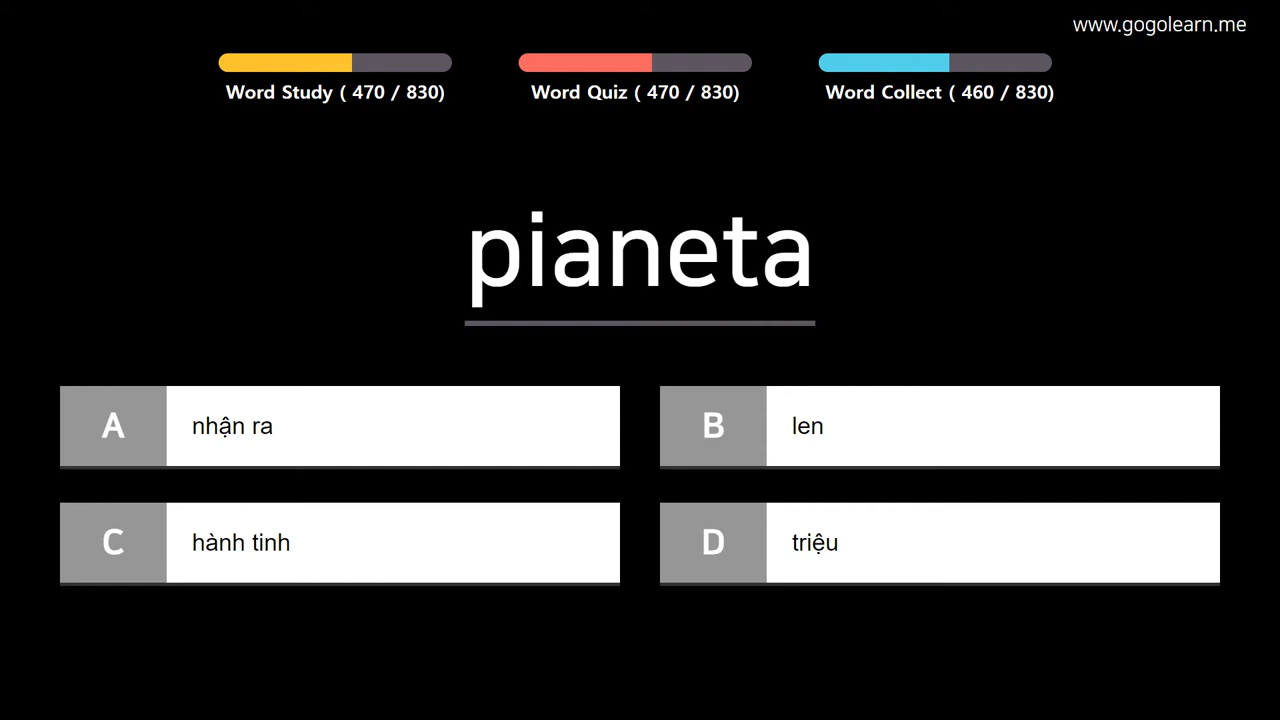 www.gogolearn.me
Word Study ( 470 / 830)
Word Quiz ( 470 / 830)
Word Collect ( 460 / 830)
pianeta
A nhận ra
B len
C hành tinh
D triệu